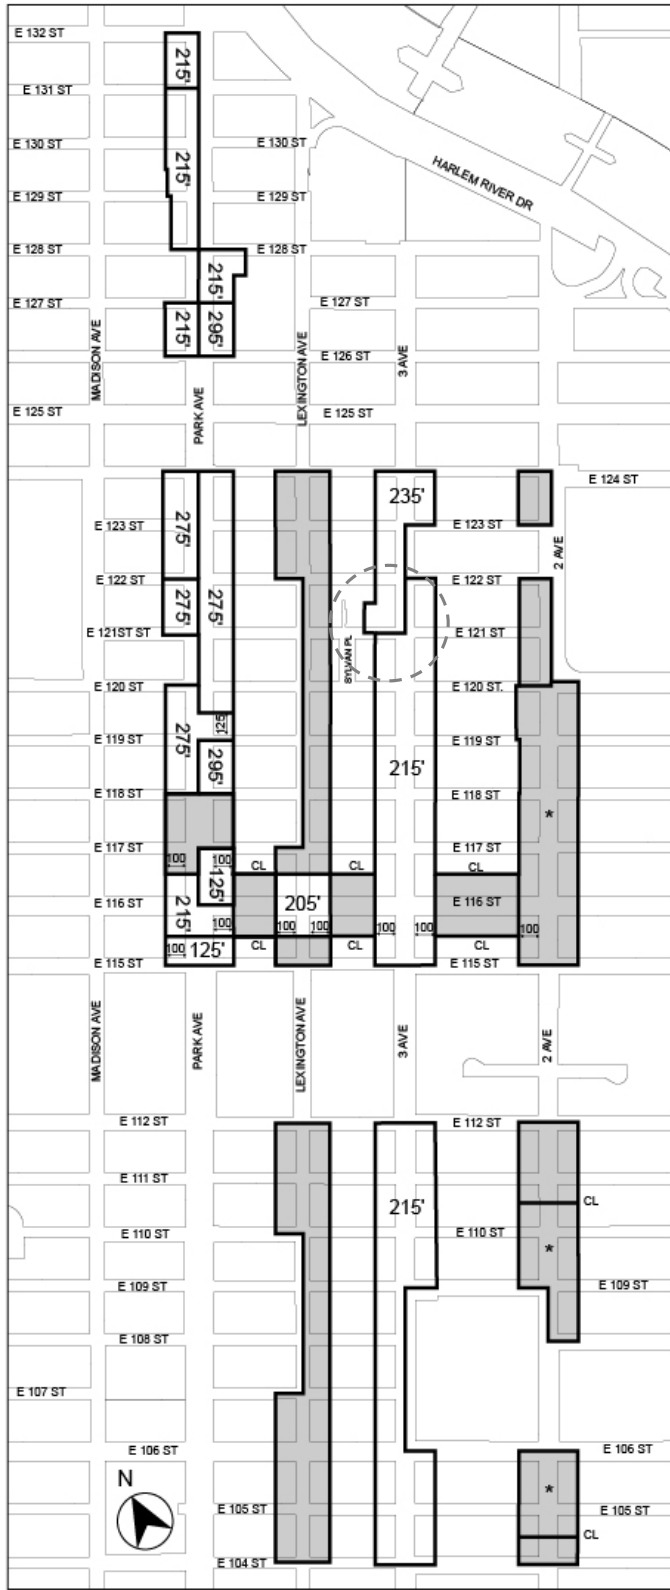 E 132 ST
215'
E 131 ST
E 130 ST
E 130 ST
215'
HARLEM RIVER DR
E 129 ST
E 129 ST
E 128 ST
E 128 ST
215'
E 127 ST
215'
295'
E 127 ST
MADISON AVE
LEXINGTON AVE
3 AVE
E 126 ST
PARK AVE
E 125 ST
E 125 ST
E 124 ST
235'
E 123 ST
275'
E 123 ST
2 AVE
E 122 ST
E 122 ST
275'
275'
E 121ST ST
E 121 ST
SYLVAN PL
E 120 ST
E 120 ST.
125
E 119 ST
275'
E 119 ST
295'
215'
E 118 ST
E 118 ST
*
E 117 ST
E 117 ST
100
100
CL
CL
CL
125'
E 116 ST
205'
E 116 ST
215'
100
100
100
100
100
100
100
125'
CL
CL
CL
E 115 ST
E 115 ST
MADISON AVE
PARK AVE
LEXINGTON AVE
3 AVE
2 AVE
E 112 ST
E 112 ST
E 111 ST
215'
CL
E 110 ST
E 110 ST
*
E 109 ST
E 109 ST
E 108 ST
E 107 ST
E 106 ST
E 106 ST
N
*
E 105 ST
E 105 ST
CL
E 104 ST